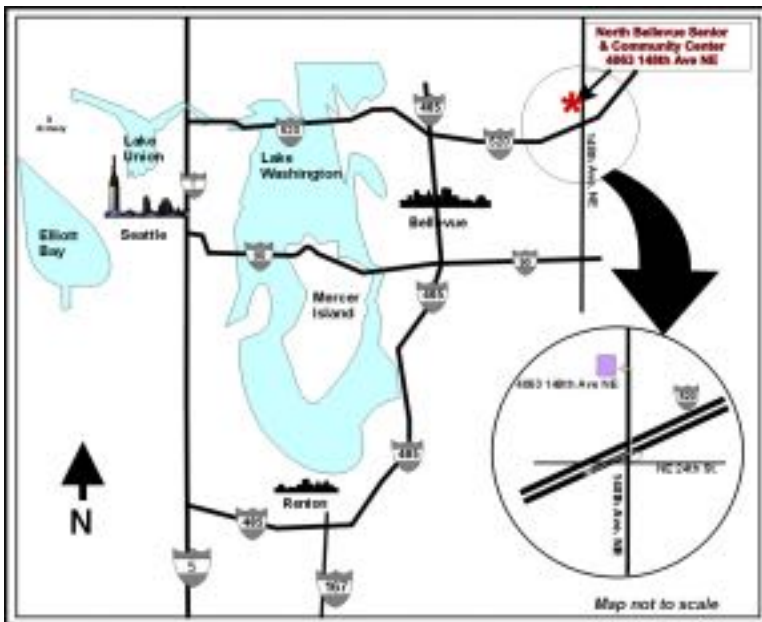 North Bellevue Senior
& Community Center
4063 148th Ave NE
405
520
520
Lake
Union
Lake
Washington
148th Ave, NE
5
Elliott
Bay
Seattle
Bellevue
90
90
Mercer
Island
405
4063 148th Ave NE
520
NE 24th St.
148th Ave, NE
405
Renton
405
N
5
167
Map not to scale